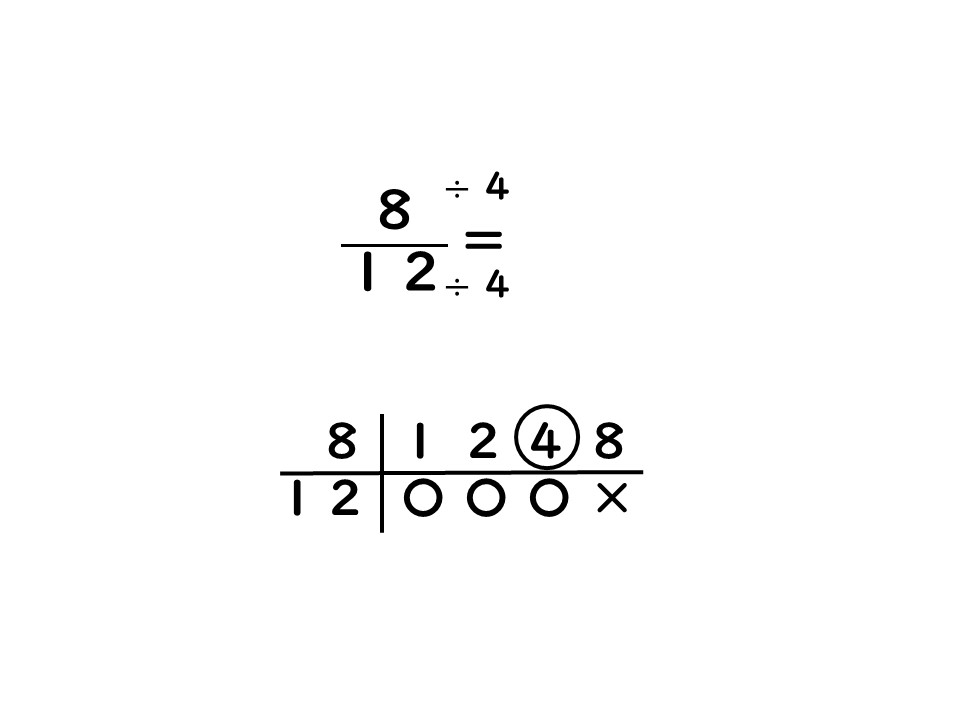 ÷ 4
8
=
1 2
÷ 4
8 1 2 4 8
1 2 ○ ○ ○ ×